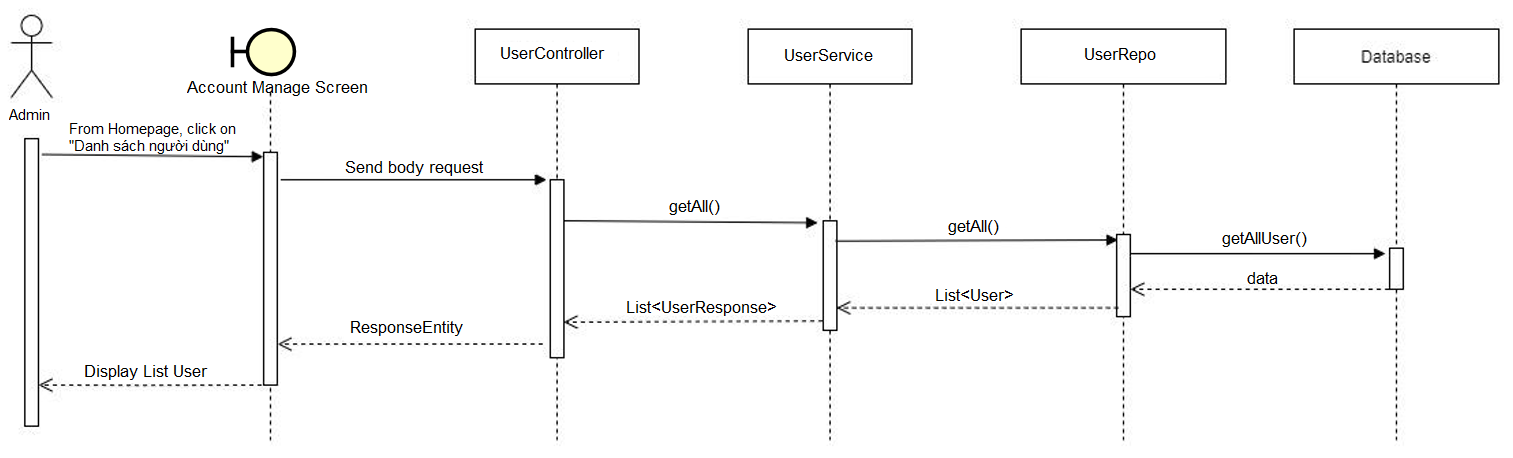 UserController
UserService
UserRepo
Database
Account Manage Screen
Admin
From Homepage, click on
"Danh sách người dùng"
Send body request
getAll()
getAll()
getAllUser()
data
List<User>
List<UserResponse>
ResponseEntity
Display List User